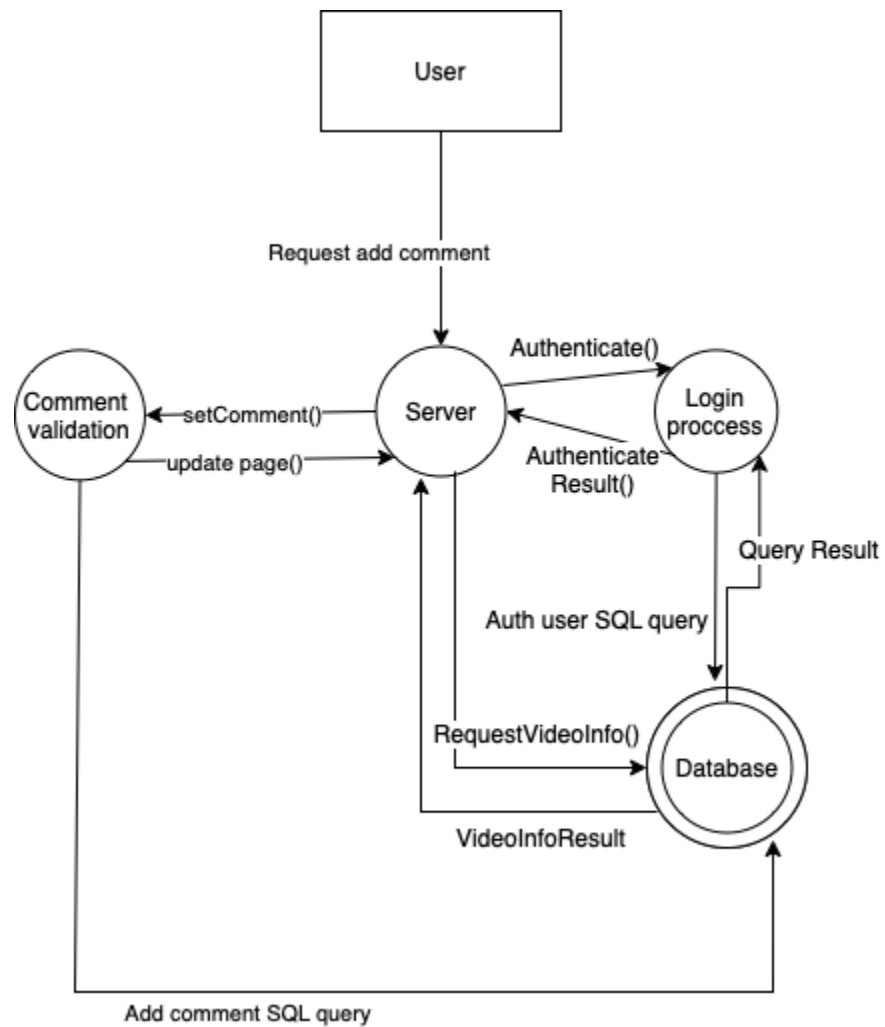 User
Request add comment
Authenticate()
Comment
validation
setComment()
Server
Login
proccess
update page()
Authenticate
Result()
Query Result
Auth user SQL query
RequestVideoInfo()
Database
VideoInfoResult
Add comment SQL query